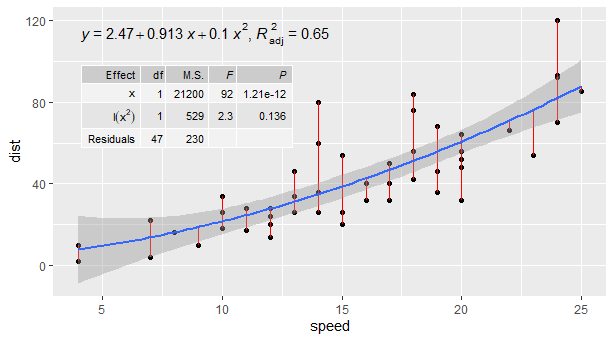 y = 2.47+0.913 x+0.1 x², R²adj = 0.65
Effect df M.S. F P
x 1 21200 92 1.21e-12
I(x²) 1 529 2.3 0.136
Residuals 47 230
120
80
40
0
dist
5 10 15 20 25
speed